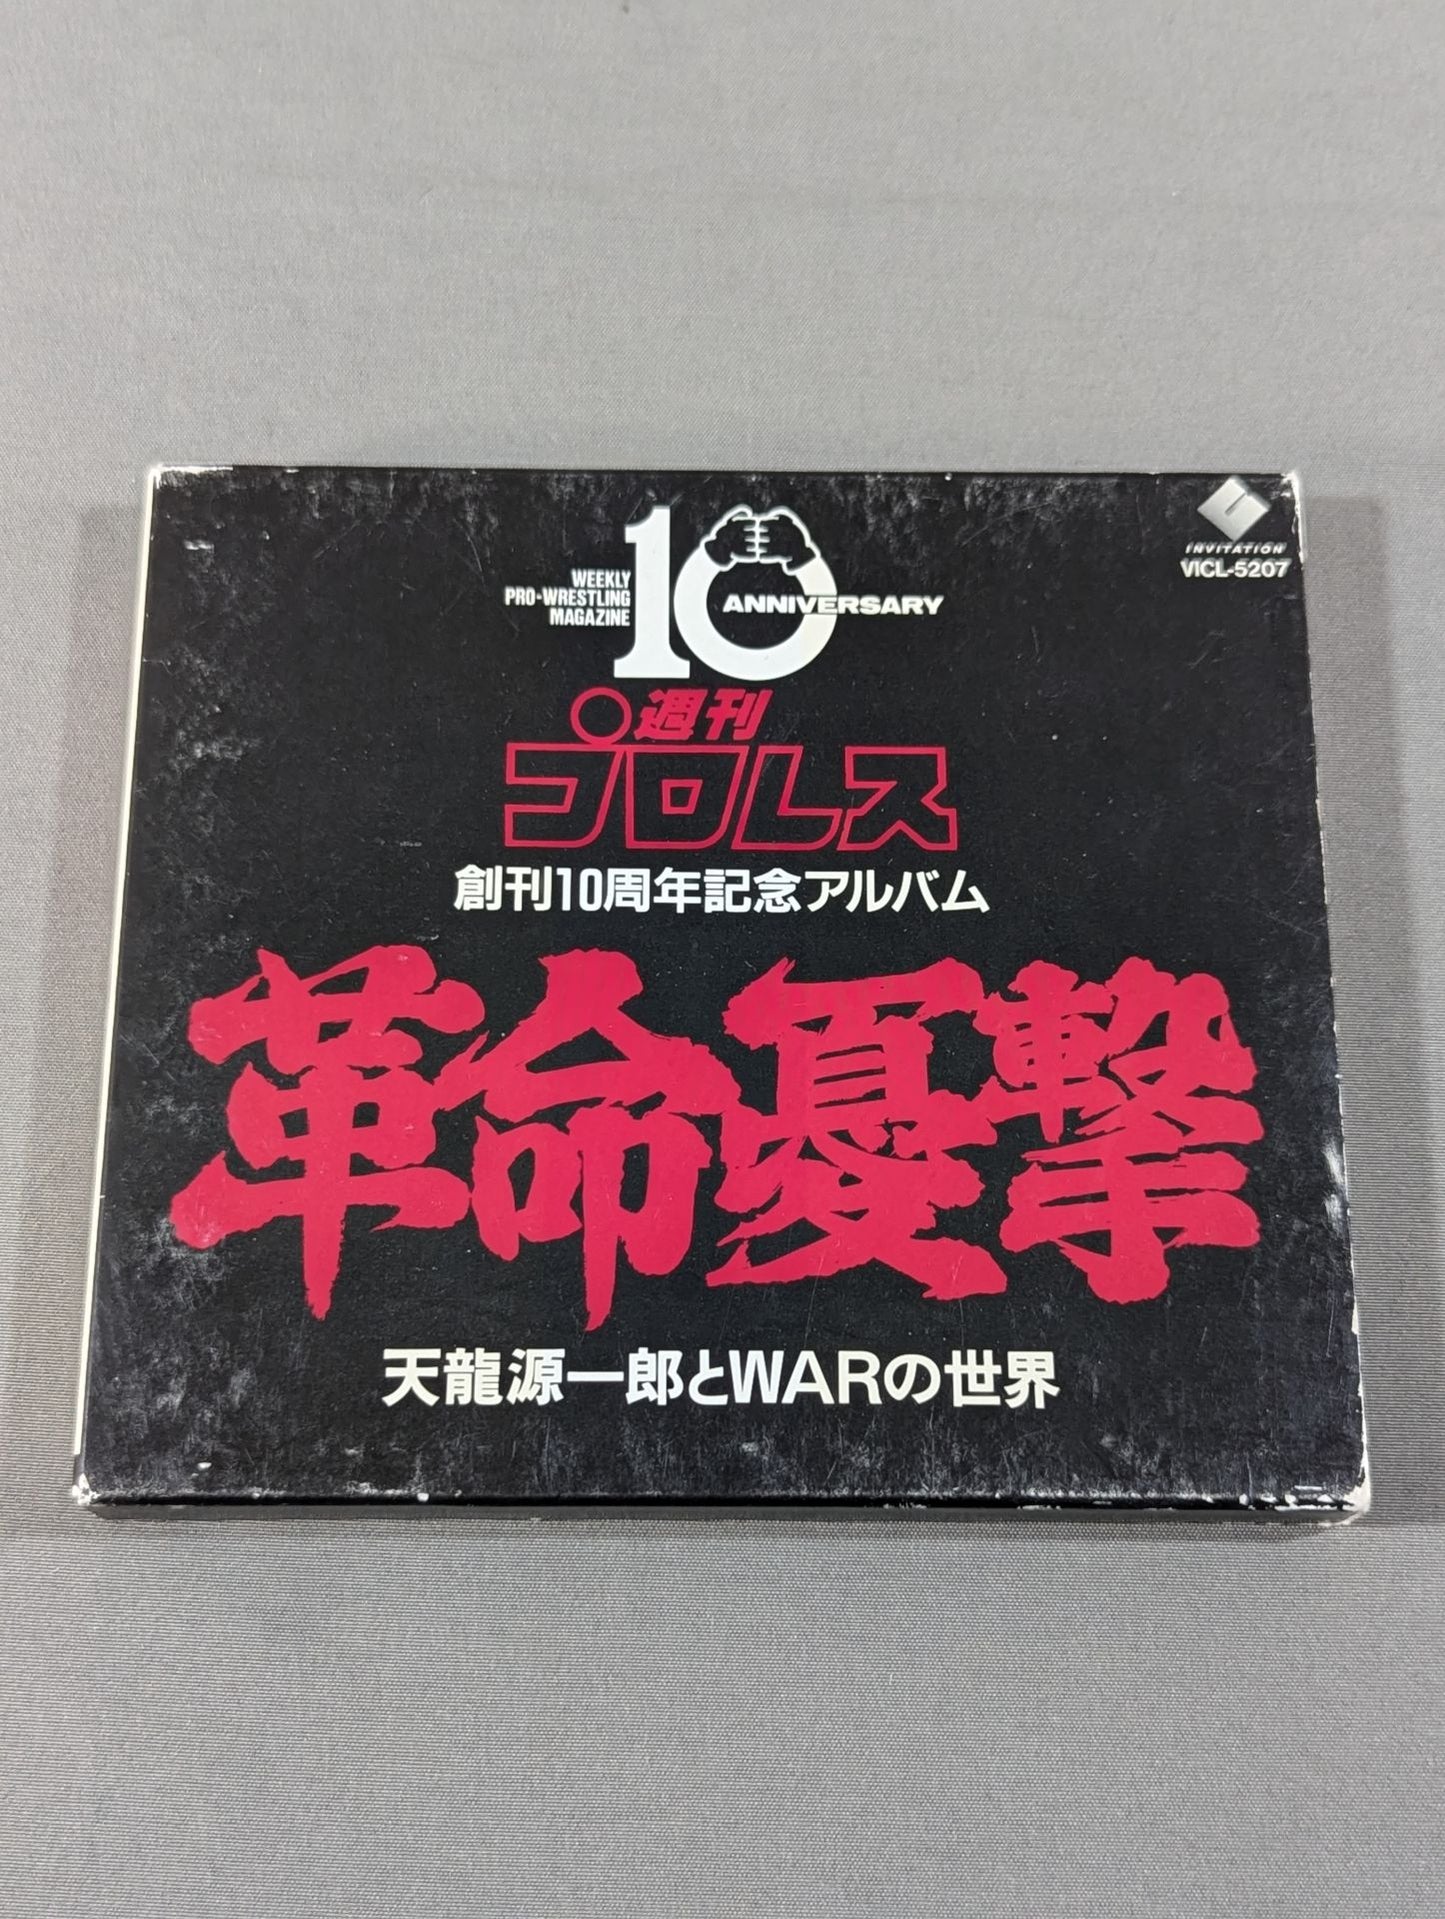 INVITATION
VICL-5207
WEEKLY
PRO-WRESTLING
MAGAZINE
10
ANNIVERSARY
週刊
プロレス
創刊10周年記念アルバム
革命憂撃
天龍源一郎とWARの世界